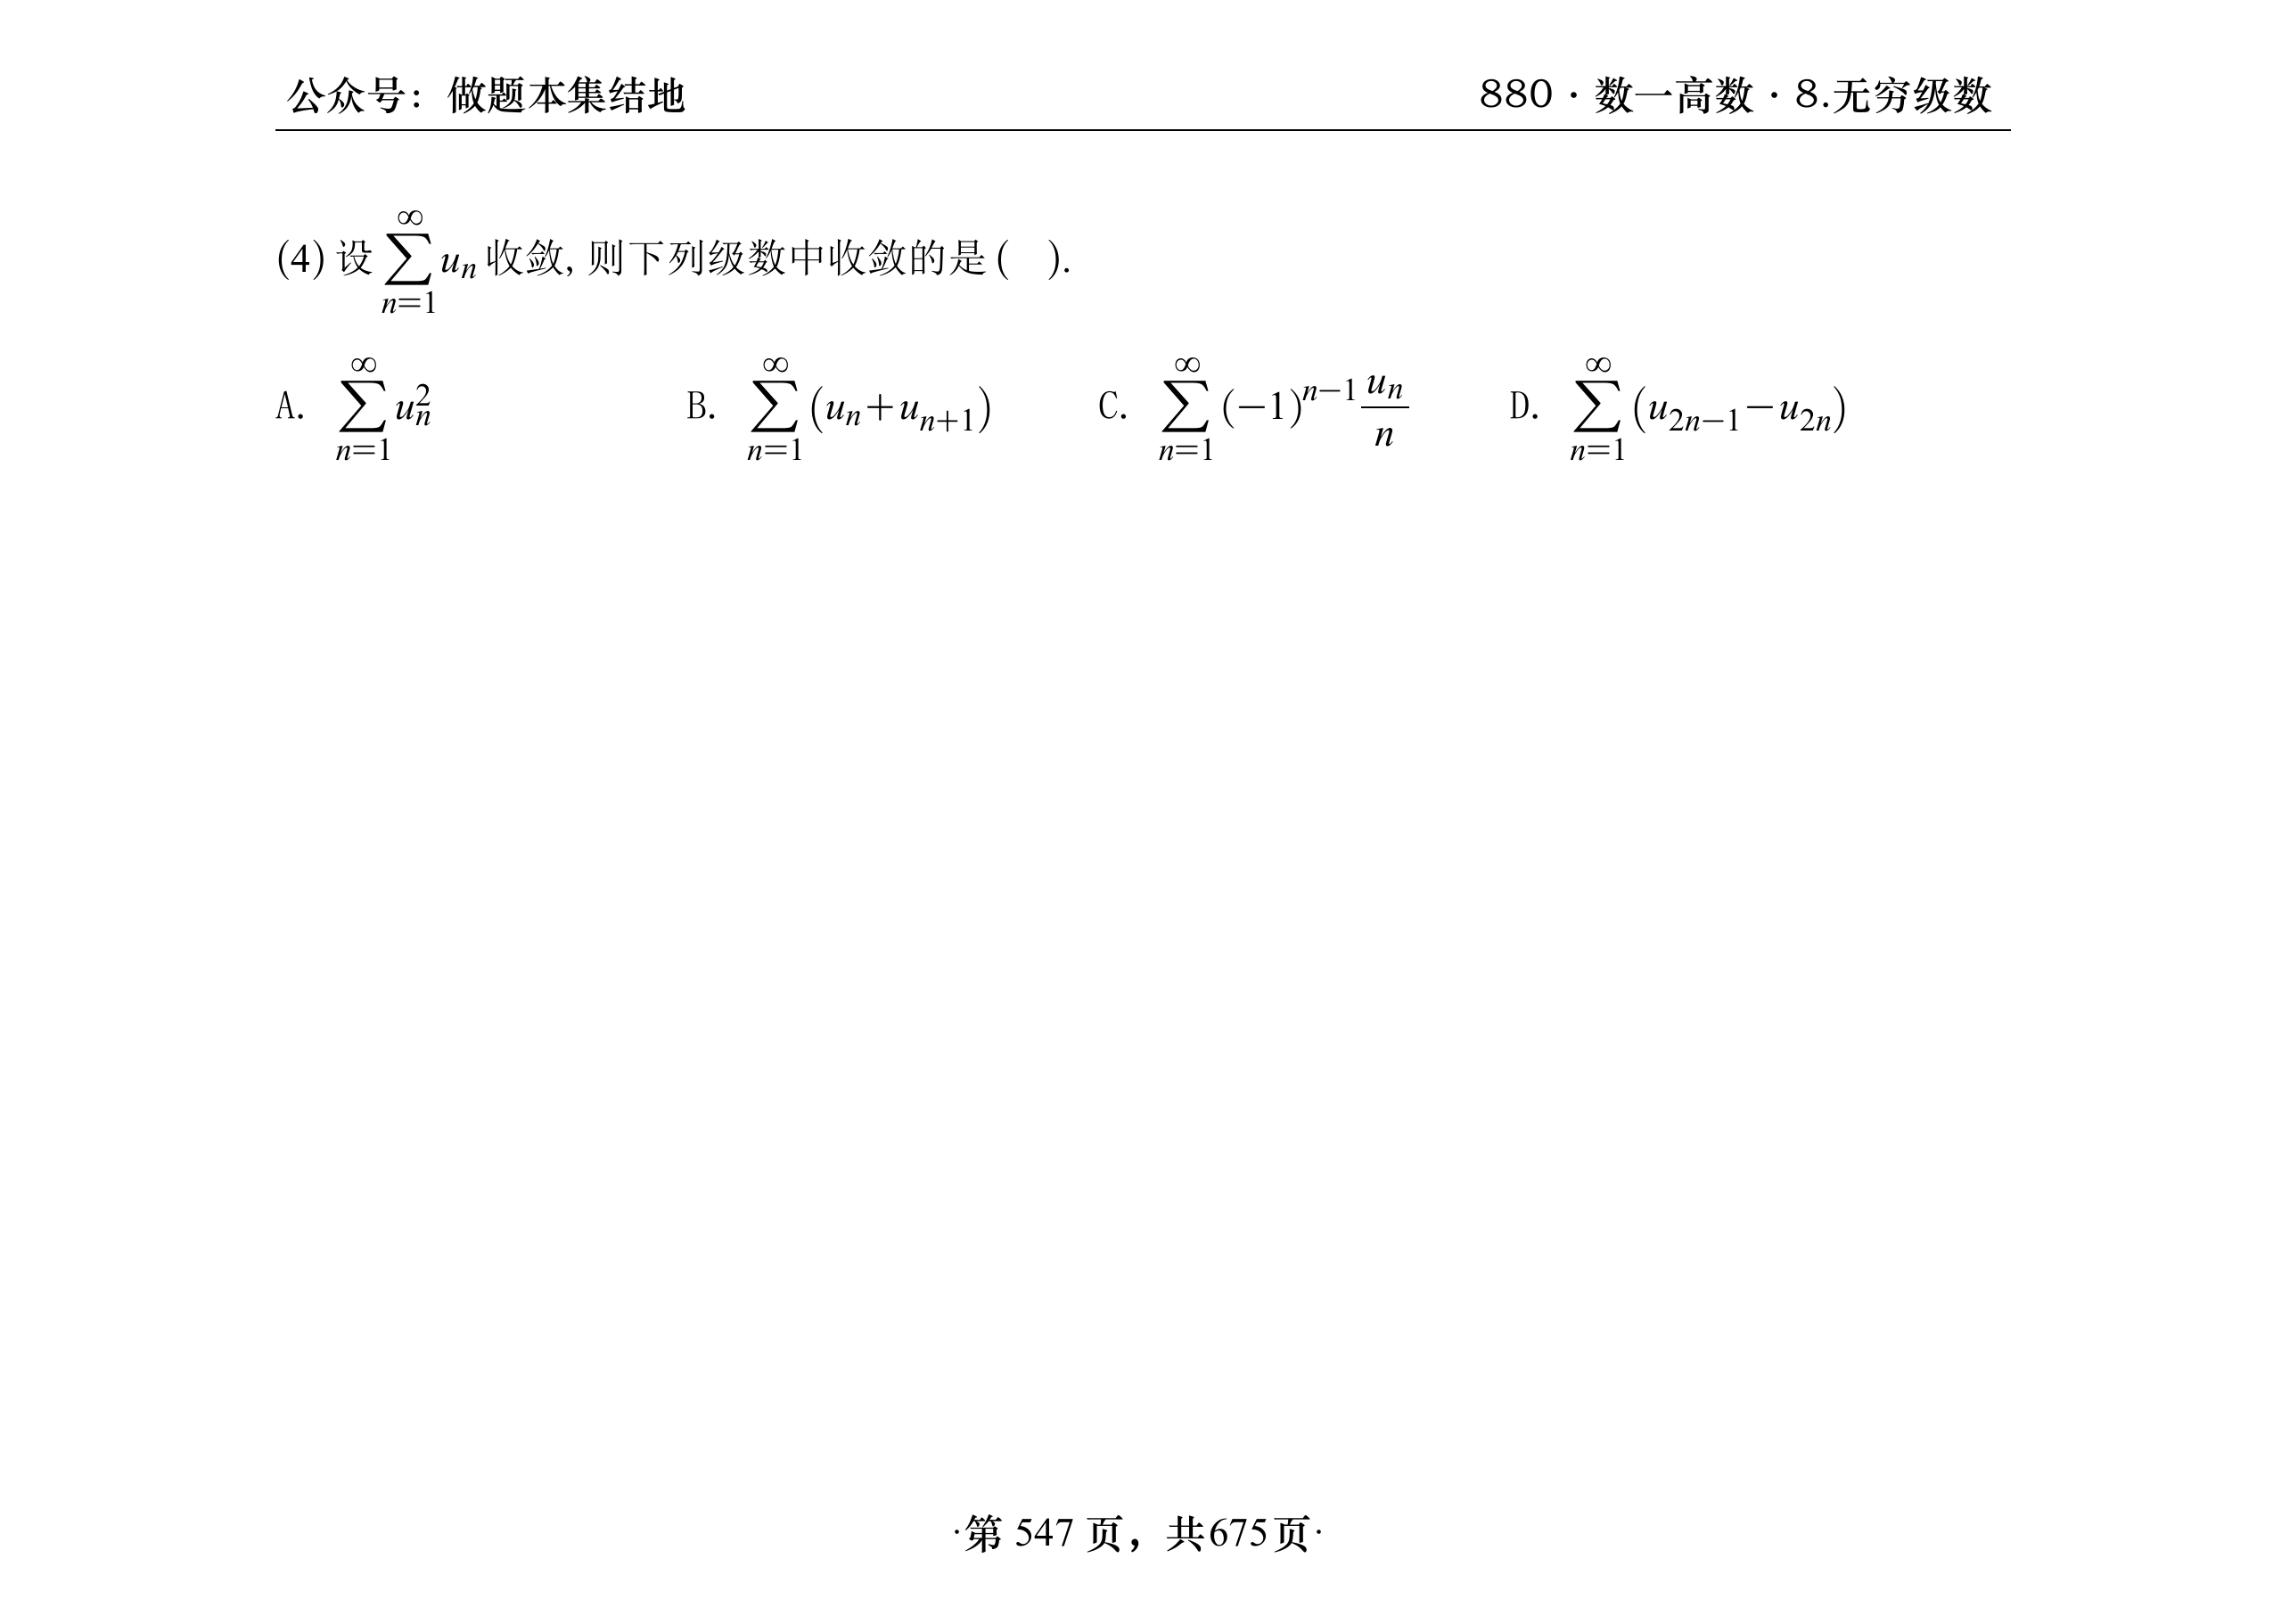 公众号：做题本集结地
880·数一高数·8.无穷级数
(4) 设 $\sum_{n=1}^{\infty} u_n$ 收敛, 则下列级数中收敛的是 (  ).
A. $\sum_{n=1}^{\infty} u_n^2$ B. $\sum_{n=1}^{\infty} (u_n+u_{n+1})$ C. $\sum_{n=1}^{\infty} (-1)^{n-1}\frac{u_n}{n}$ D. $\sum_{n=1}^{\infty} (u_{2n-1}-u_{2n})$
·第 547 页，共675页·